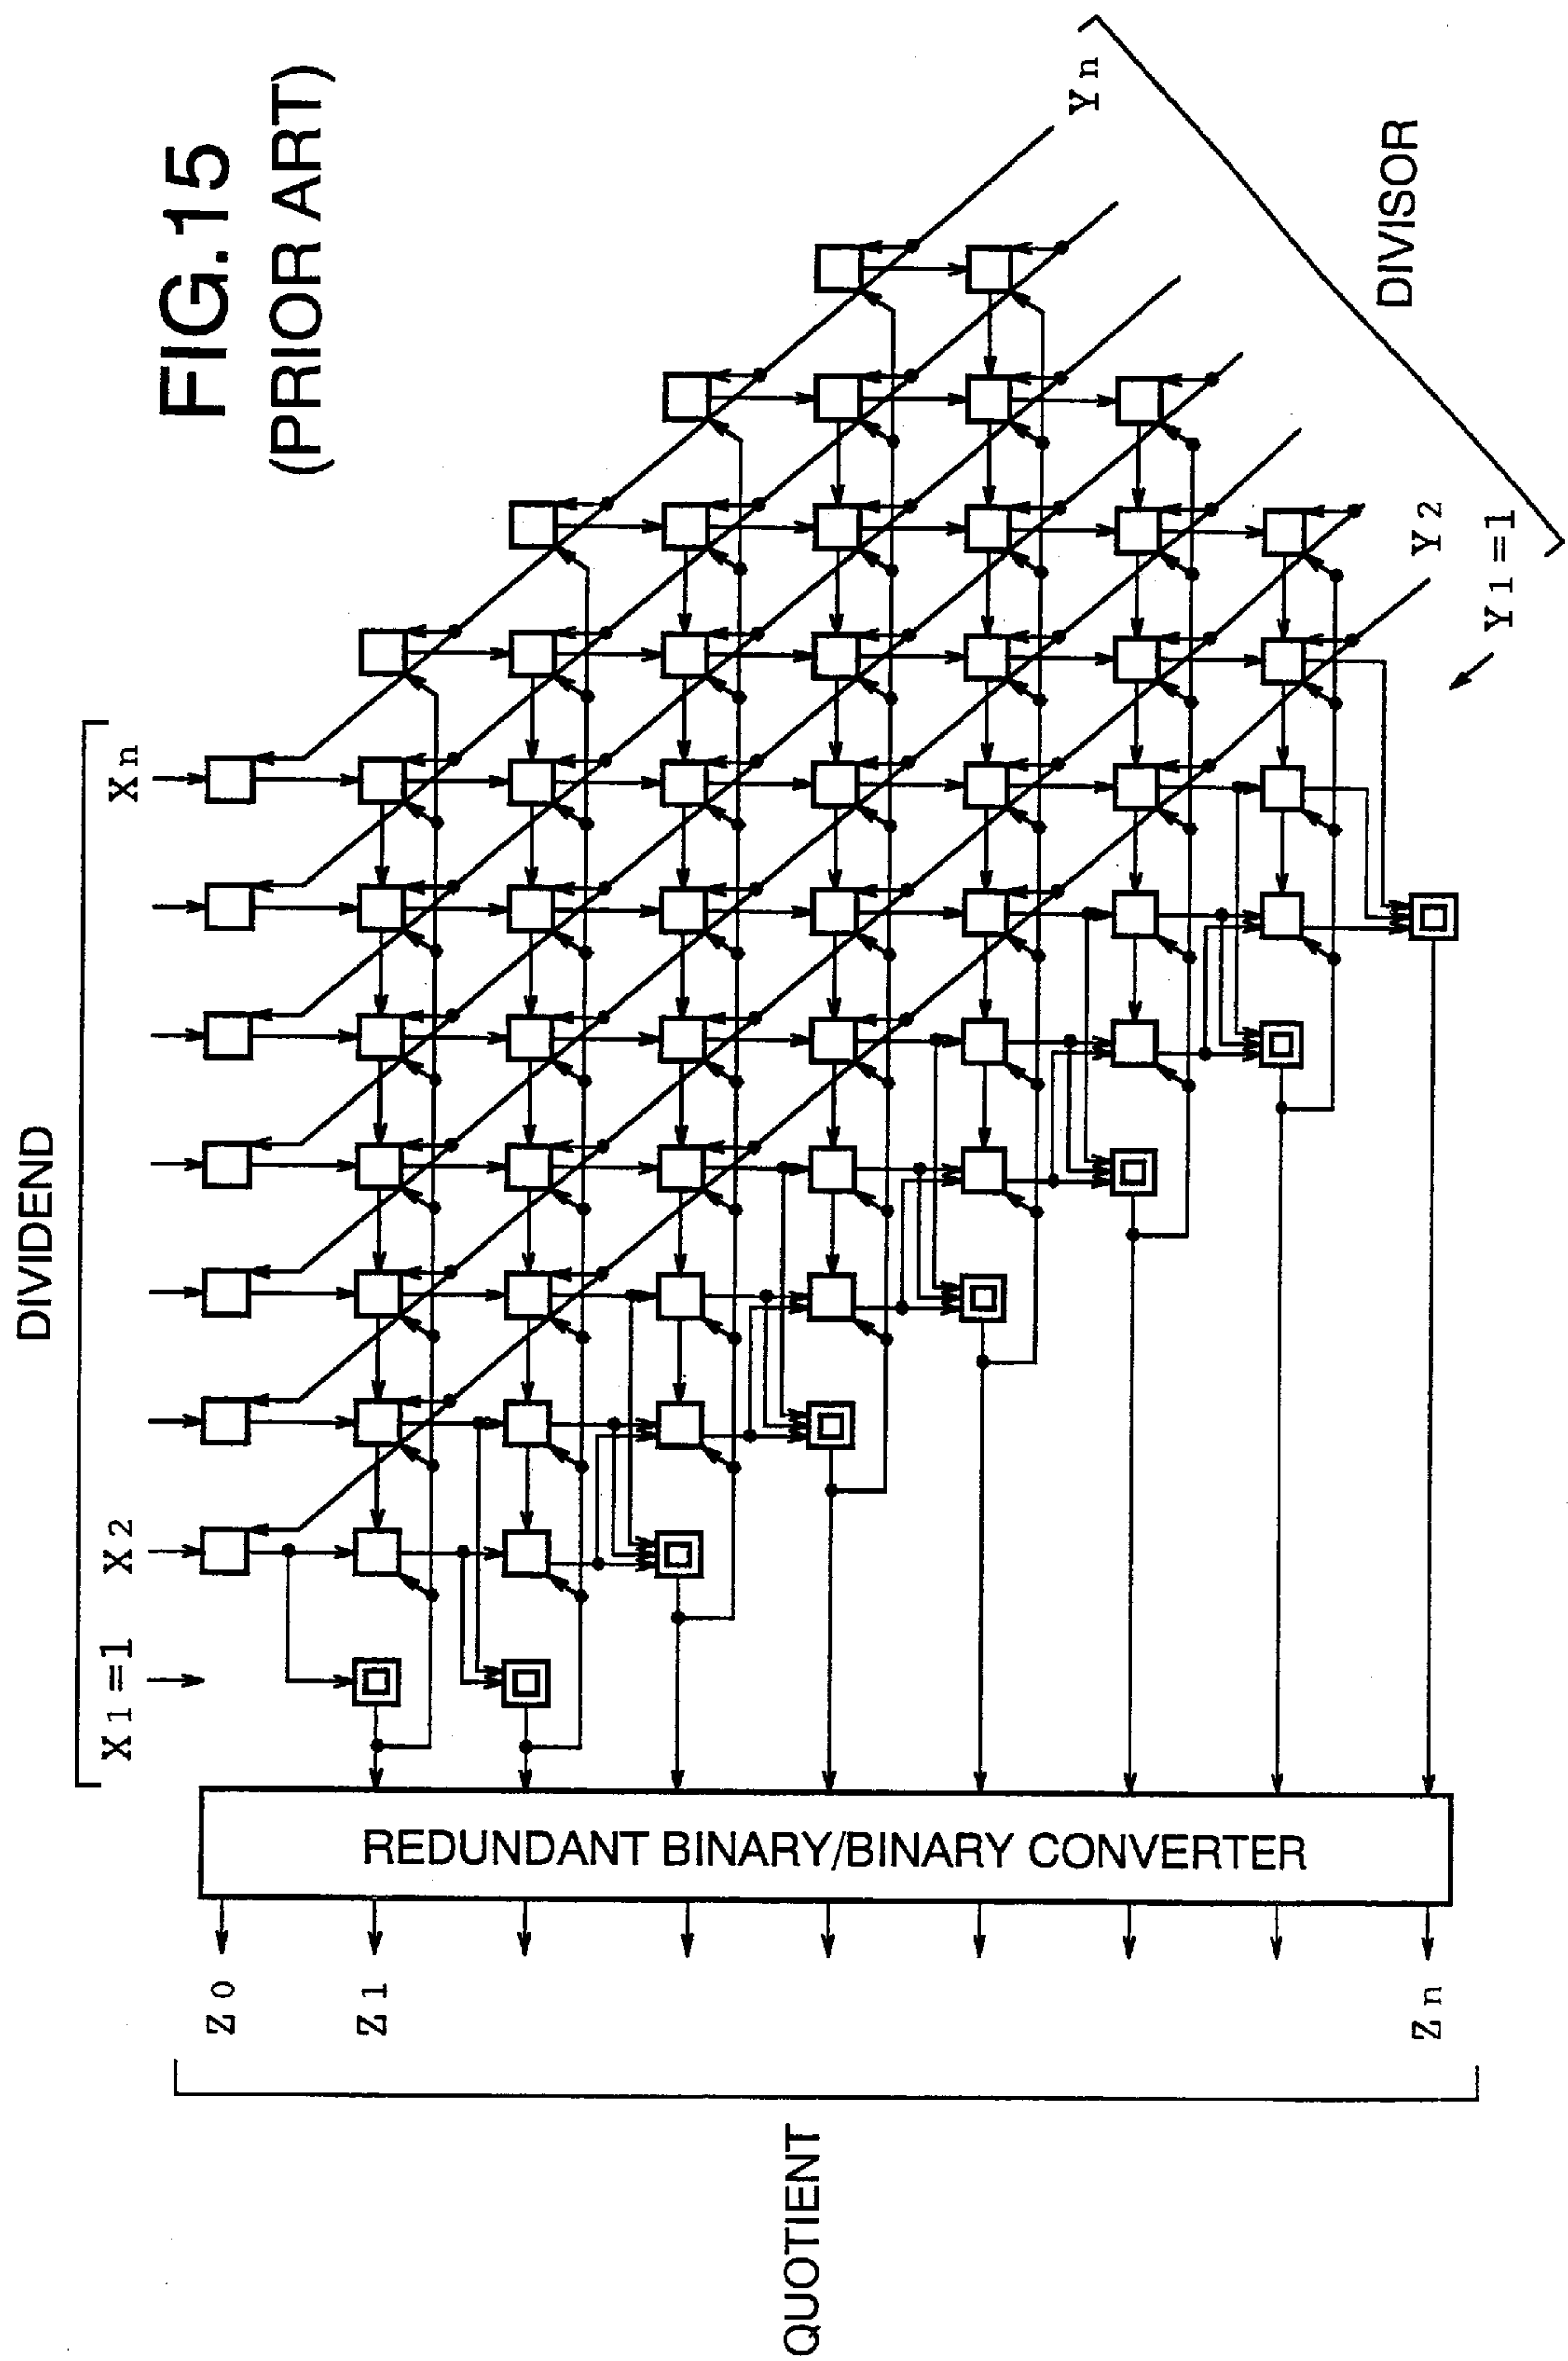 FIG.15
(PRIOR ART)
DIVIDEND
X1=1
X2
Xn
Yn
DIVISOR
Y2
Y1=1
REDUNDANT BINARY/BINARY CONVERTER
Z0
Z1
Zn
QUOTIENT